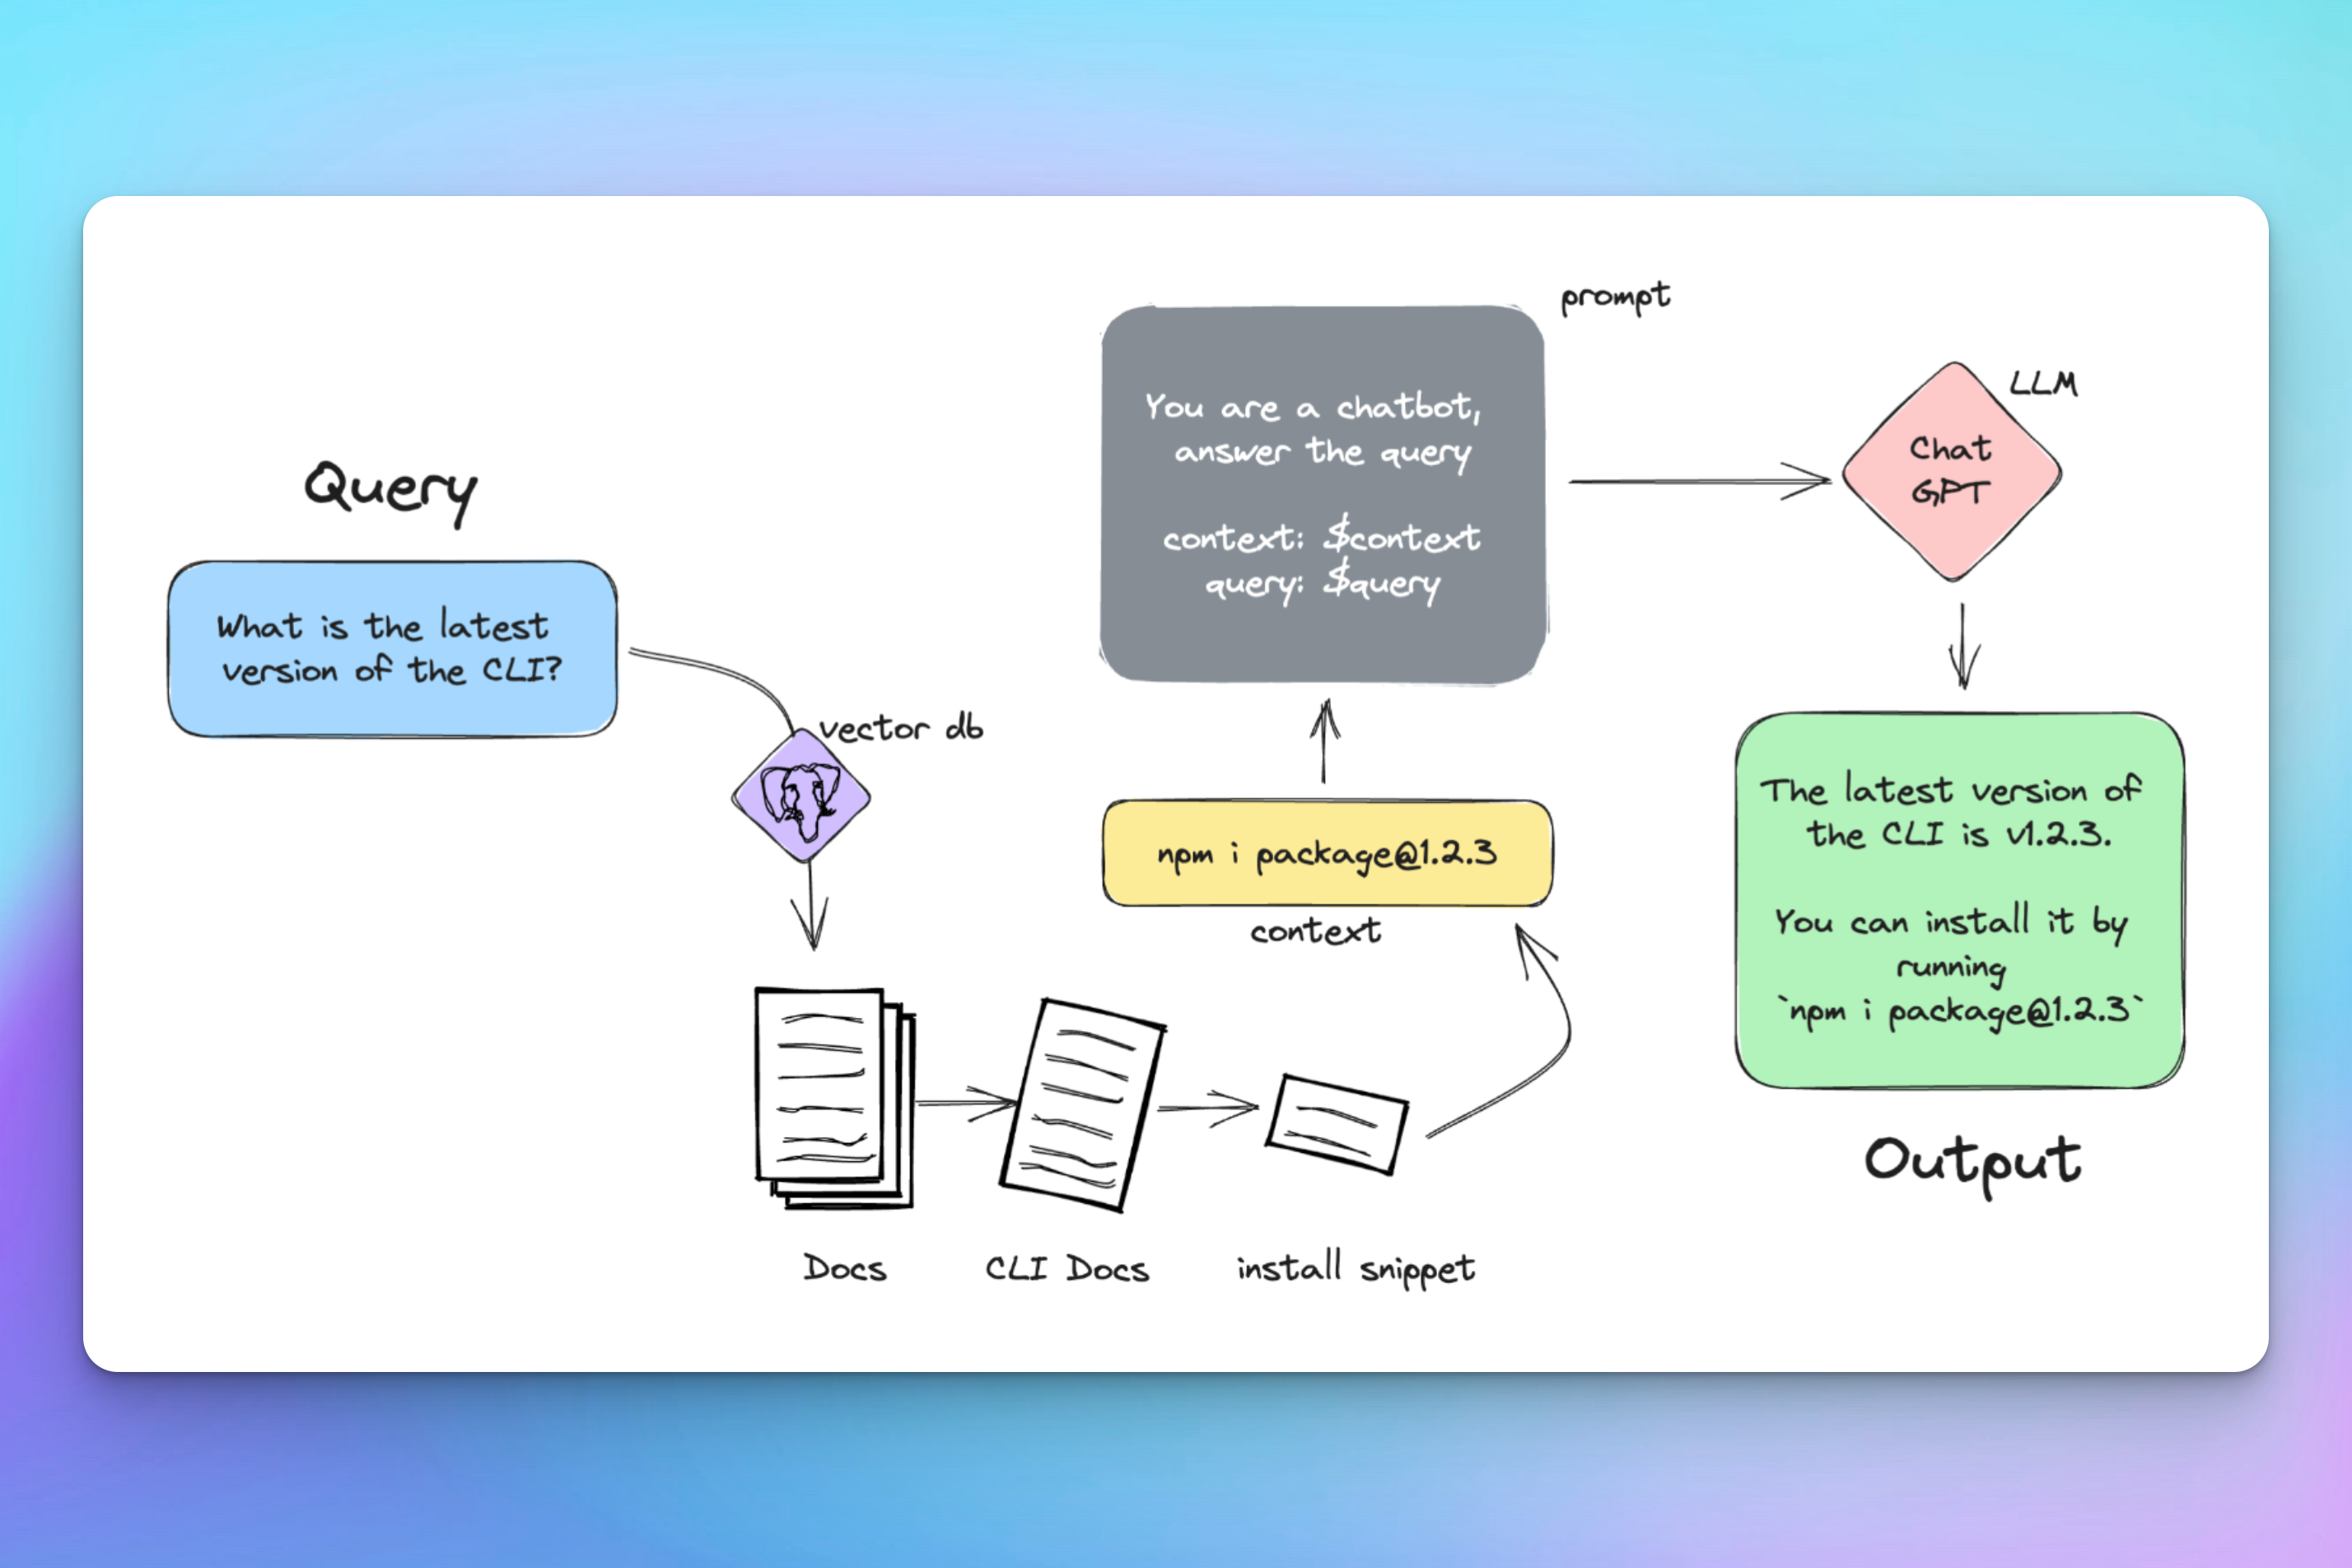 Query
What is the latest
version of the CLI?
vector db
Docs
CLI Docs
install snippet
npm i package@1.2.3
context
prompt
You are a chatbot,
answer the query
context: $context
query: $query
LLM
Chat
GPT
The latest version of
the CLI is v1.2.3.
You can install it by
running
`npm i package@1.2.3`
Output